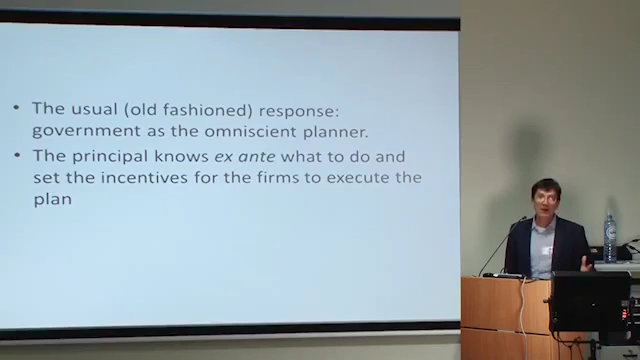 • The usual (old fashioned) response:
government as the omniscient planner.
• The principal knows ex ante what to do and
set the incentives for the firms to execute the
plan